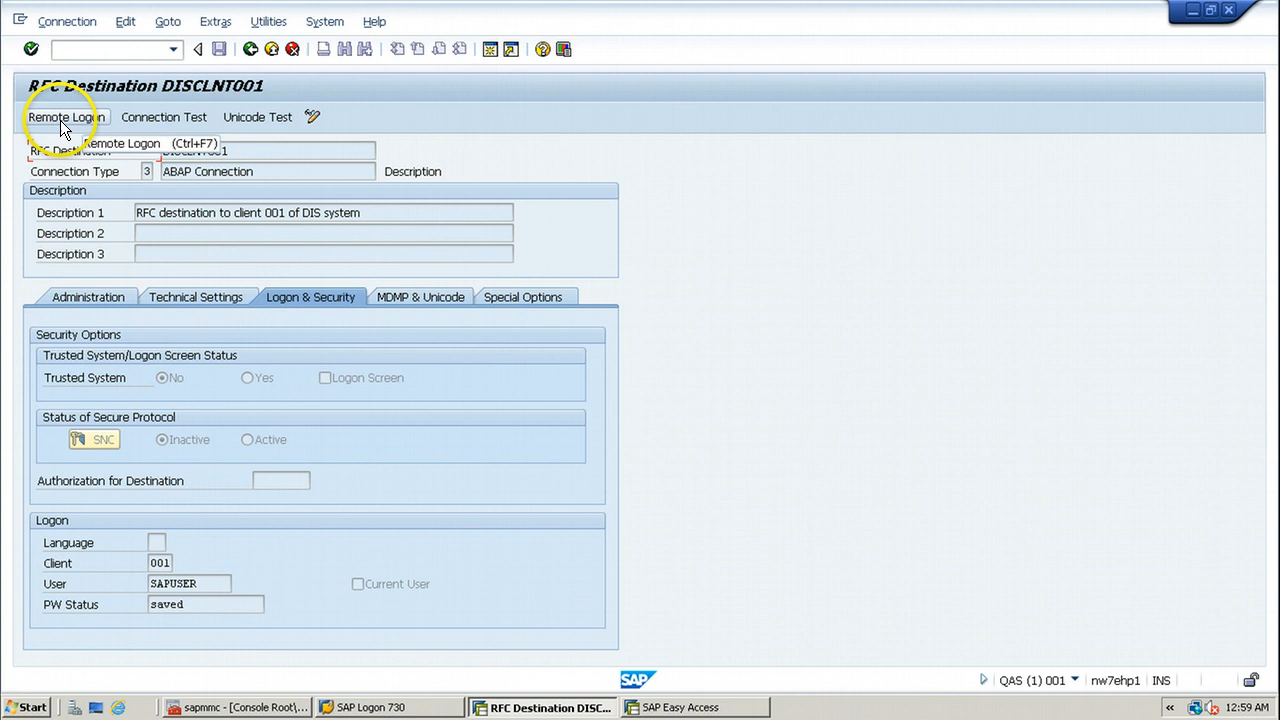 Connection Edit Goto Extras Utilities System Help
RFC Destination DISCLNT001
Remote Logon Connection Test Unicode Test
Remote Logon (Ctrl+F7)
RFC Destination DISCLNT001
Connection Type 3 ABAP Connection Description
Description
Description 1 RFC destination to client 001 of DIS system
Description 2
Description 3
Administration Technical Settings Logon & Security MDMP & Unicode Special Options
Security Options
Trusted System/Logon Screen Status
Trusted System No Yes Logon Screen
Status of Secure Protocol
SNC Inactive Active
Authorization for Destination
Logon
Language
Client 001
User SAPUSER Current User
PW Status saved
SAP QAS (1) 001 nw7ehp1 INS
Start sapmmc - [Console Root\... SAP Logon 730 RFC Destination DISC... SAP Easy Access « 12:59 AM